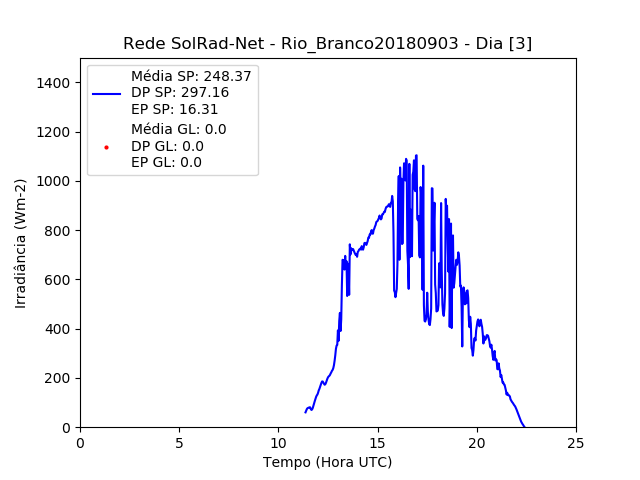 Rede SolRad-Net - Rio_Branco20180903 - Dia [3]
Média SP: 248.37
DP SP: 297.16
EP SP: 16.31
Média GL: 0.0
DP GL: 0.0
EP GL: 0.0
Irradiância (Wm-2)
1400
1200
1000
800
600
400
200
0
0 5 10 15 20 25
Tempo (Hora UTC)